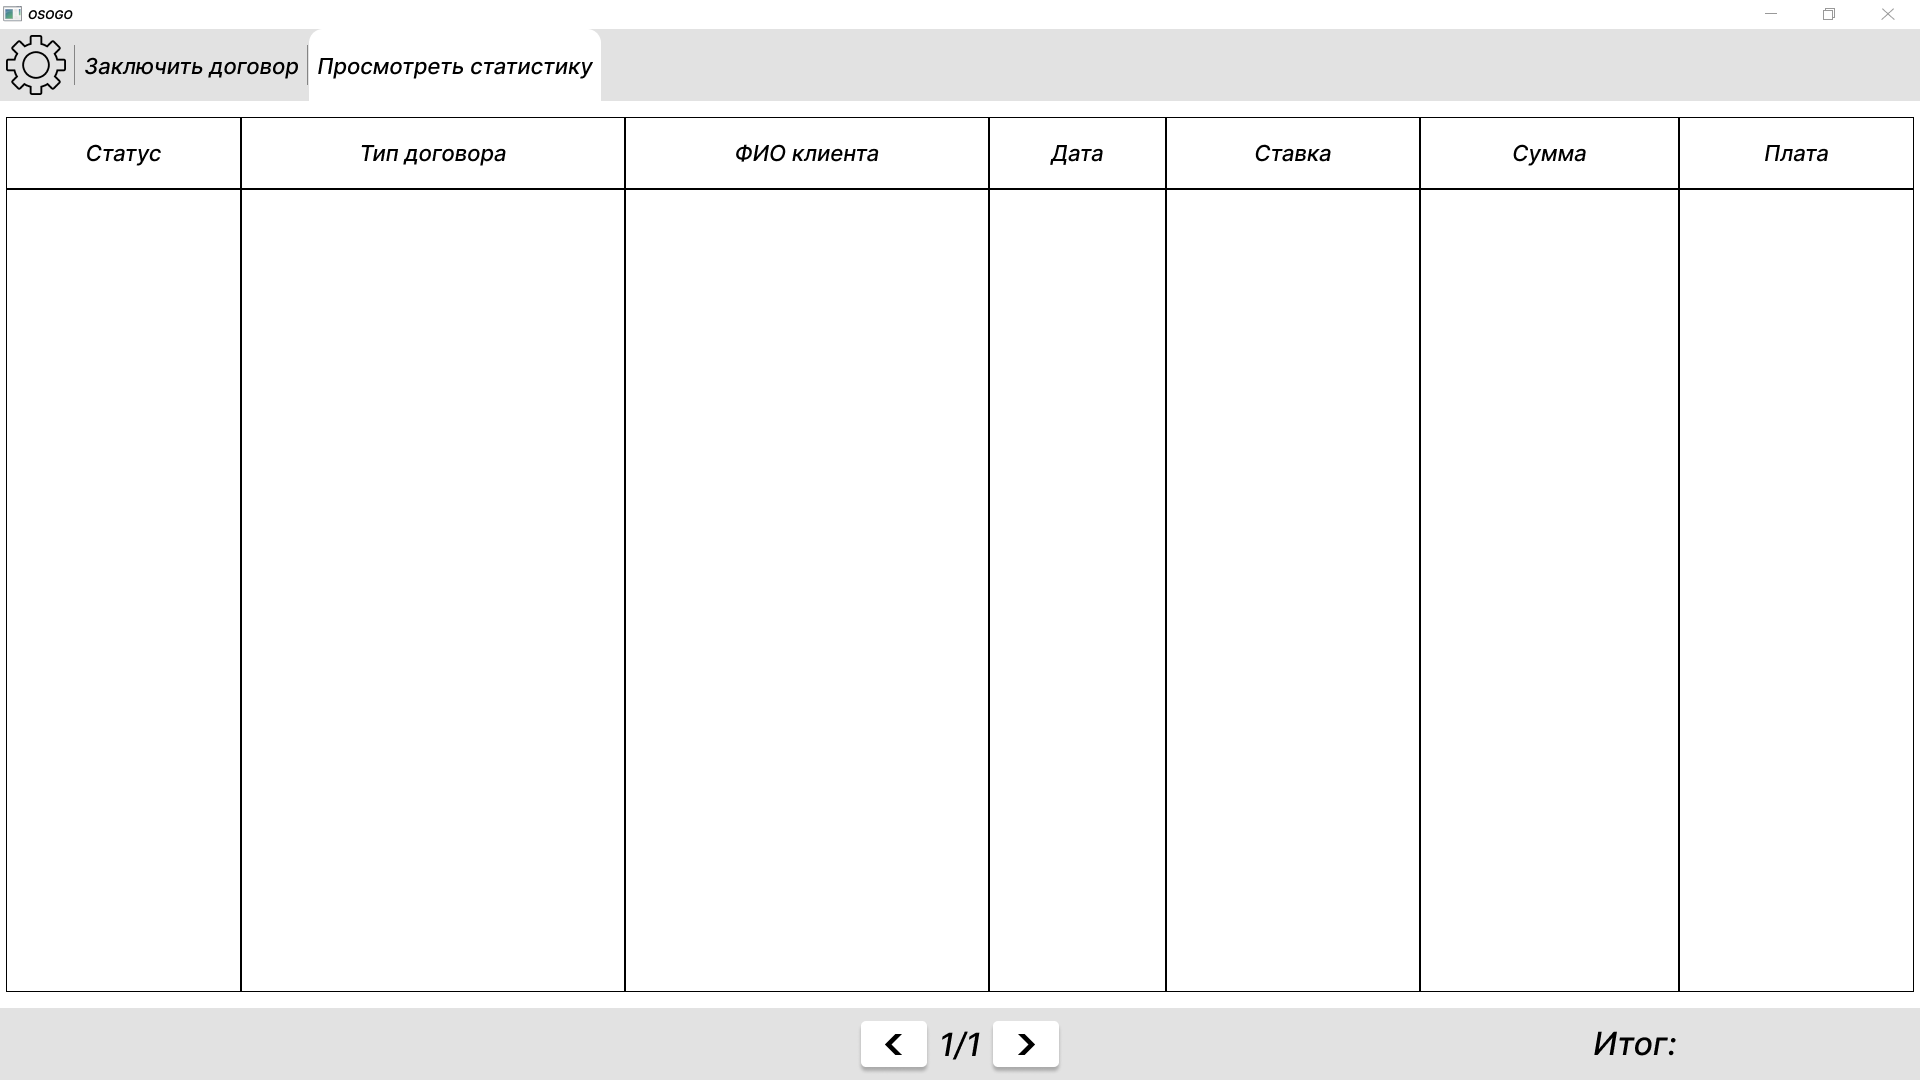 OSOGO
Заключить договор
Просмотреть статистику
Статус
Тип договора
ФИО клиента
Дата
Ставка
Сумма
Плата
1/1
Итог: